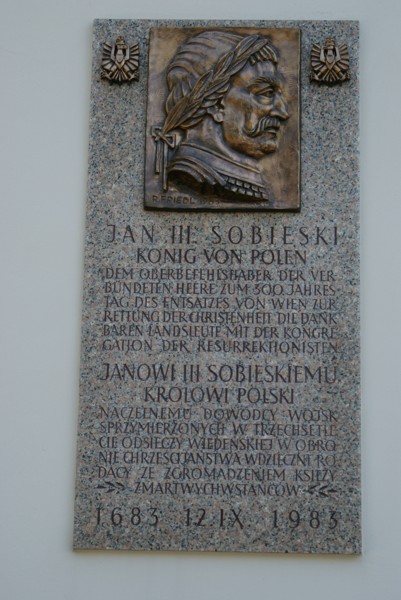 P. FRIEDL
JAN III. SOBIESKI
KÖNIG VON POLEN
DEM OBERBEFEHLSHABER DER VER-
BÜNDETEN HEERE ZUM 300 JAHRES-
TAG DES ENTSATZES VON WIEN ZUR
RETTUNG DER CHRISTENHEIT DIE DANK-
BAREN LANDSLEUTE MIT DER KONGRE-
GATION DER RESURREKTIONISTEN
JANOWI III SOBIESKIEMU
KRÓLOWI POLSKI
NACZELNEMU DOWÓDCY WOJSK
SPRZYMIERZONYCH W TRZECHSETLE-
CIE ODSIECZY WIEDEŃSKIEJ W OBRO-
NIE CHRZEŚCIJAŃSTWA WDZIĘCZNI RO-
DACY ZE ZGROMADZENIEM KSIĘŻY
ZMARTWYCHWSTAŃCÓW
1683 12 IX 1983